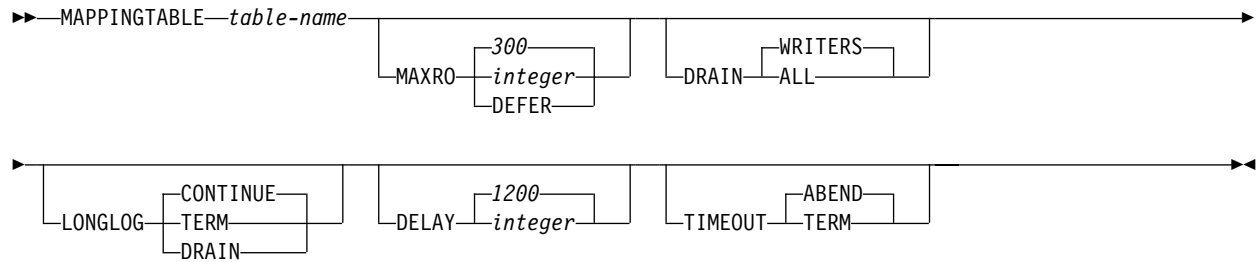 MAPPINGTABLE table-name
300 WRITERS
MAXRO integer DRAIN ALL
DEFER
CONTINUE 1200 ABEND
LONGLOG TERM DELAY integer TIMEOUT TERM
DRAIN